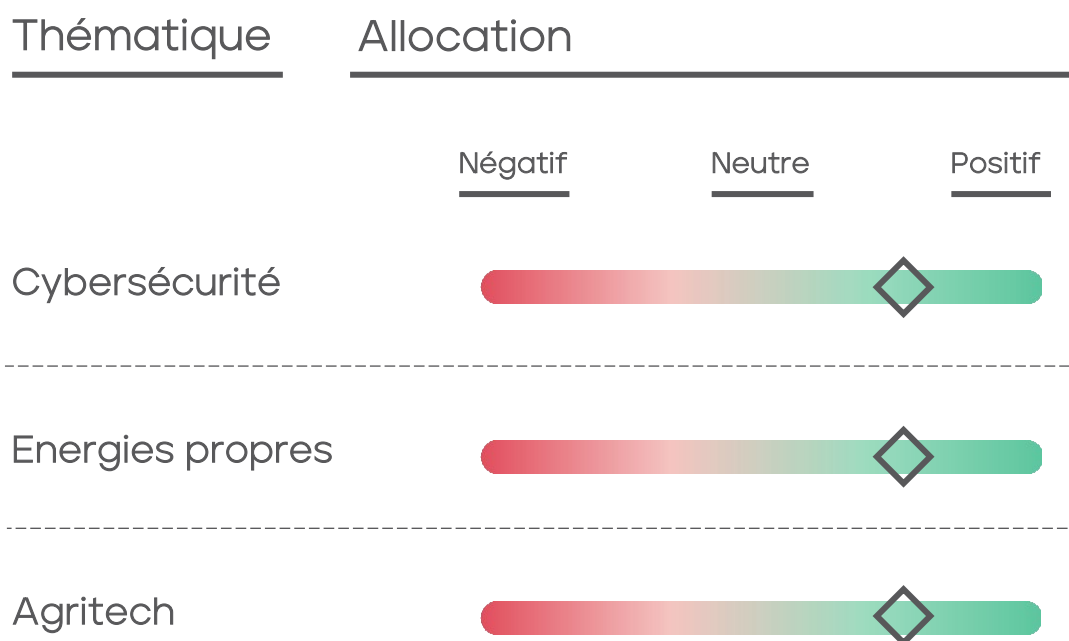 Thématique Allocation
Négatif Neutre Positif
Cybersécurité
Energies propres
Agritech